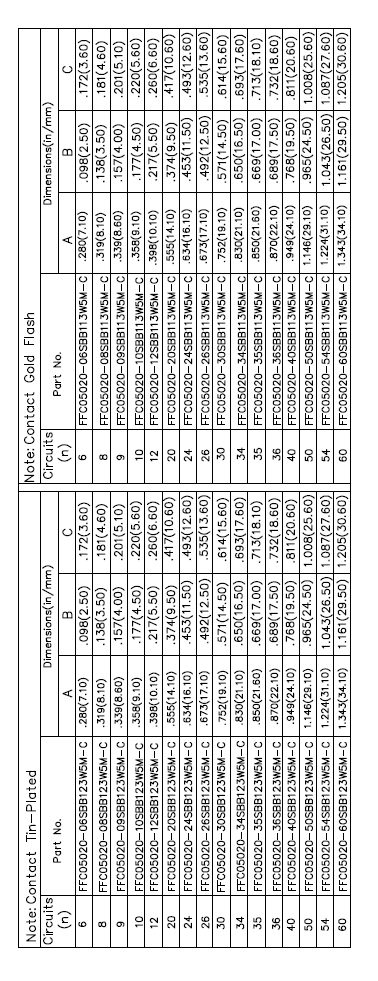 Note: Contact Tin-Plated
Circuits (n) Part No. Dimensions(in/mm)
A B C
6 FFC05020-06SBB123W5M-C .280(7.10) .098(2.50) .172(3.60)
8 FFC05020-08SBB123W5M-C .319(8.10) .138(3.50) .181(4.60)
9 FFC05020-09SBB123W5M-C .339(8.60) .157(4.00) .201(5.10)
10 FFC05020-10SBB123W5M-C .358(9.10) .177(4.50) .220(5.60)
12 FFC05020-12SBB123W5M-C .398(10.10) .217(5.50) .260(6.60)
20 FFC05020-20SBB123W5M-C .555(14.10) .374(9.50) .417(10.60)
24 FFC05020-24SBB123W5M-C .634(16.10) .453(11.50) .493(12.60)
26 FFC05020-26SBB123W5M-C .673(17.10) .492(12.50) .535(13.60)
30 FFC05020-30SBB123W5M-C .752(19.10) .571(14.50) .614(15.60)
34 FFC05020-34SBB123W5M-C .830(21.10) .650(16.50) .693(17.60)
35 FFC05020-35SBB123W5M-C .850(21.60) .669(17.00) .713(18.10)
36 FFC05020-36SBB123W5M-C .870(22.10) .689(17.50) .732(18.60)
40 FFC05020-40SBB123W5M-C .949(24.10) .768(19.50) .811(20.60)
50 FFC05020-50SBB123W5M-C 1.146(29.10) .965(24.50) 1.008(25.60)
54 FFC05020-54SBB123W5M-C 1.224(31.10) 1.043(26.50) 1.087(27.60)
60 FFC05020-60SBB123W5M-C 1.343(34.10) 1.161(29.50) 1.205(30.60)
Note: Contact Gold Flash
Circuits (n) Part No. Dimensions(in/mm)
A B C
6 FFC05020-06SBB113W5M-C .280(7.10) .098(2.50) .172(3.60)
8 FFC05020-08SBB113W5M-C .319(8.10) .138(3.50) .181(4.60)
9 FFC05020-09SBB113W5M-C .339(8.60) .157(4.00) .201(5.10)
10 FFC05020-10SBB113W5M-C .358(9.10) .177(4.50) .220(5.60)
12 FFC05020-12SBB113W5M-C .398(10.10) .217(5.50) .260(6.60)
20 FFC05020-20SBB113W5M-C .555(14.10) .374(9.50) .417(10.60)
24 FFC05020-24SBB113W5M-C .634(16.10) .453(11.50) .493(12.60)
26 FFC05020-26SBB113W5M-C .673(17.10) .492(12.50) .535(13.60)
30 FFC05020-30SBB113W5M-C .752(19.10) .571(14.50) .614(15.60)
34 FFC05020-34SBB113W5M-C .830(21.10) .650(16.50) .693(17.60)
35 FFC05020-35SBB113W5M-C .850(21.60) .669(17.00) .713(18.10)
36 FFC05020-36SBB113W5M-C .870(22.10) .689(17.50) .732(18.60)
40 FFC05020-40SBB113W5M-C .949(24.10) .768(19.50) .811(20.60)
50 FFC05020-50SBB113W5M-C 1.146(29.10) .965(24.50) 1.008(25.60)
54 FFC05020-54SBB113W5M-C 1.224(31.10) 1.043(26.50) 1.087(27.60)
60 FFC05020-60SBB113W5M-C 1.343(34.10) 1.161(29.50) 1.205(30.60)